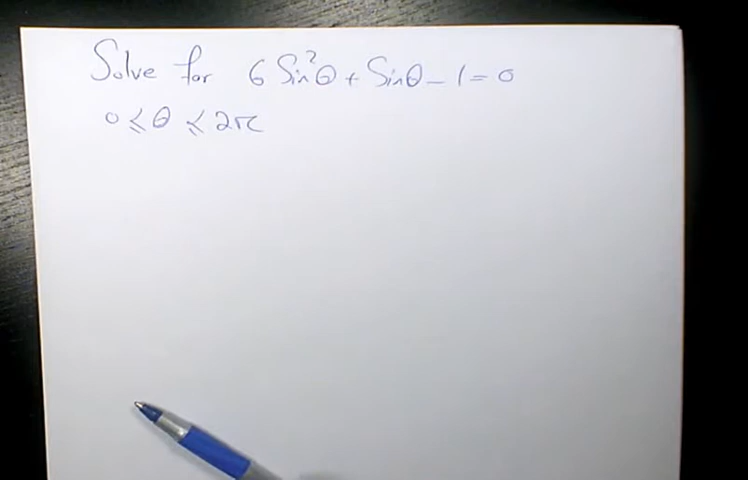 Solve for 6 Sin²θ + Sinθ - 1 = 0
0 ≤ θ ≤ 2π